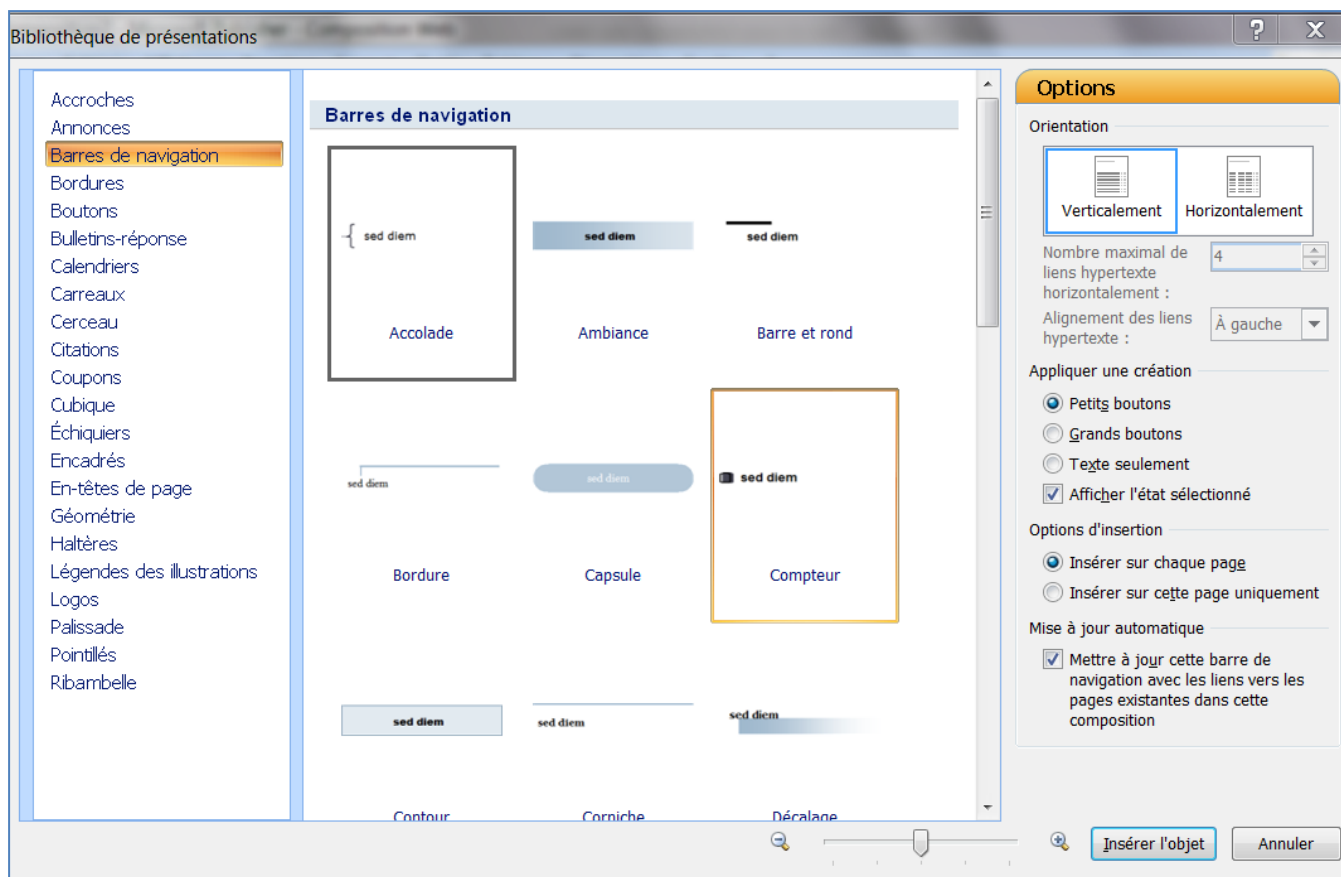 Bibliothèque de présentations
Accroches
Annonces
Barres de navigation
Bordures
Boutons
Bulletins-réponse
Calendriers
Carreaux
Cerceau
Citations
Coupons
Cubique
Échiquiers
Encadrés
En-têtes de page
Géométrie
Haltères
Légendes des illustrations
Logos
Palissade
Pointillés
Ribambelle
Barres de navigation
sed diem
sed diem
sed diem
Accolade
Ambiance
Barre et rond
sed diem
sed diem
sed diem
Bordure
Capsule
Compteur
sed diem
sed diem
sed diem
Contour
Corniche
Décalage
Options
Orientation
Verticalement
Horizontalement
Nombre maximal de
liens hypertexte
horizontalement :
4
Alignement des liens
hypertexte :
À gauche
Appliquer une création
Petits boutons
Grands boutons
Texte seulement
Afficher l'état sélectionné
Options d'insertion
Insérer sur chaque page
Insérer sur cette page uniquement
Mise à jour automatique
Mettre à jour cette barre de
navigation avec les liens vers les
pages existantes dans cette
composition
Insérer l'objet
Annuler